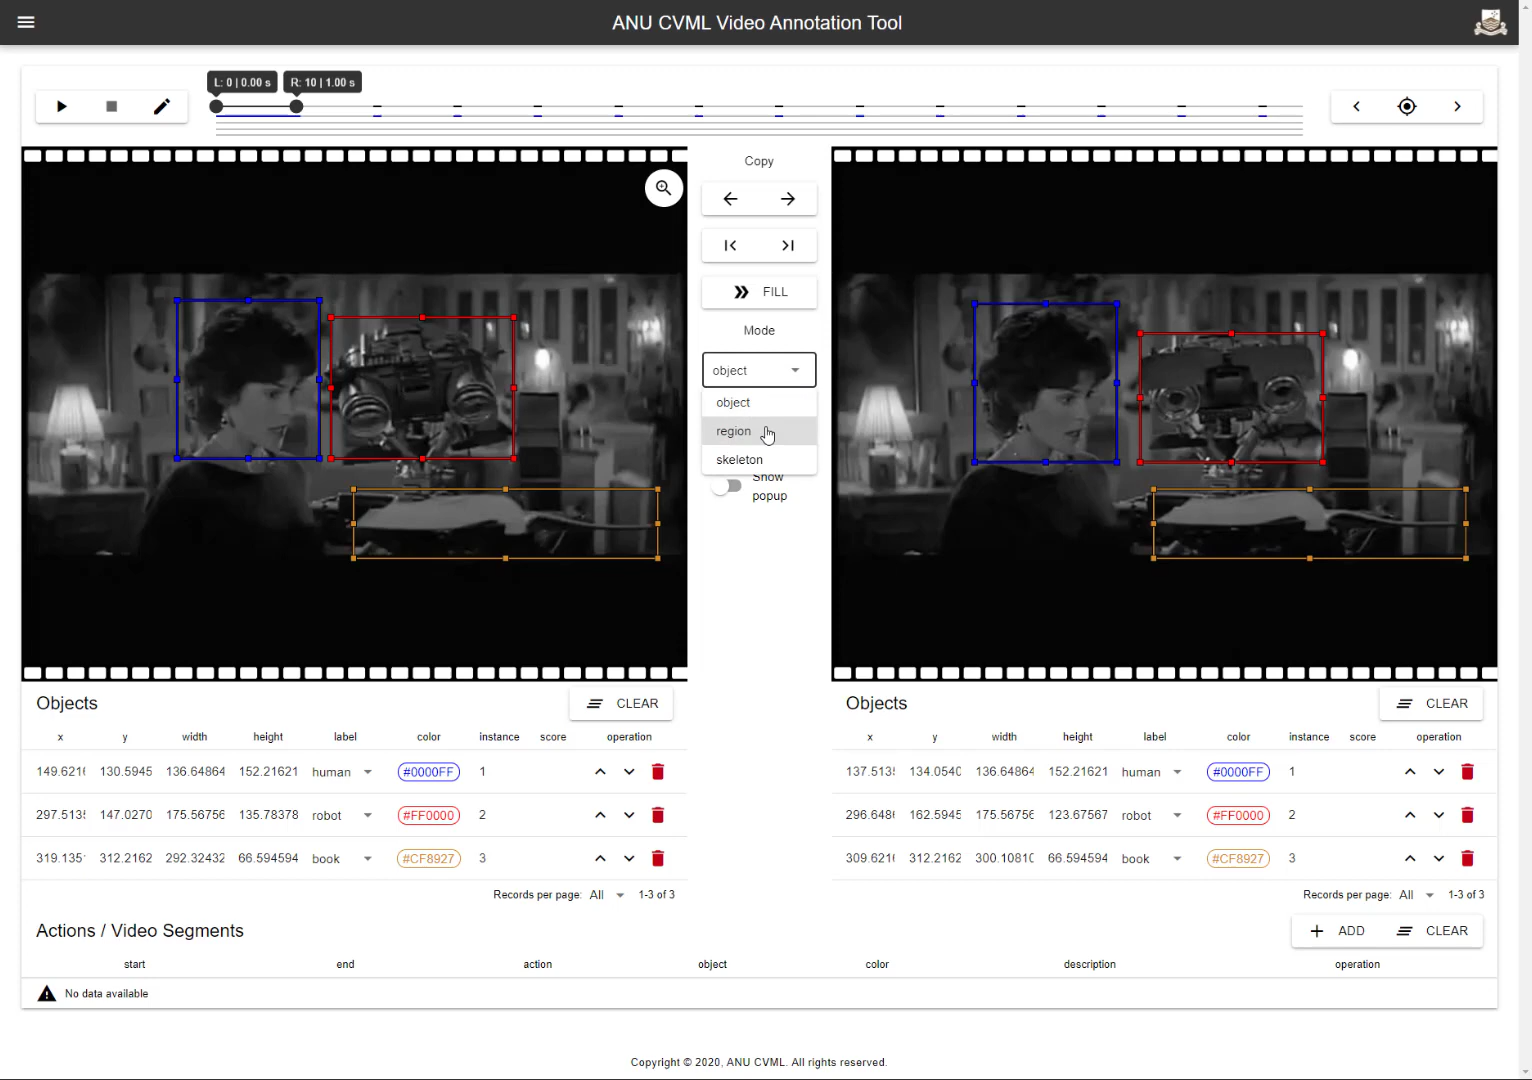 ANU CVML Video Annotation Tool
L: 0 | 0.00 s R: 10 | 1.00 s
Copy
FILL
Mode
object
object
region
skeleton
Show
popup
Objects CLEAR
x y width height label color instance score operation
149.621 130.5945 136.64864 152.21621 human #0000FF 1
297.513 147.0270 175.56756 135.78378 robot #FF0000 2
319.135 312.2162 292.32432 66.594594 book #CF8927 3
Records per page: All 1-3 of 3
Objects CLEAR
x y width height label color instance score operation
137.513 134.0540 136.64864 152.21621 human #0000FF 1
296.648 162.5945 175.56756 123.67567 robot #FF0000 2
309.621 312.2162 300.10810 66.594594 book #CF8927 3
Records per page: All 1-3 of 3
Actions / Video Segments ADD CLEAR
start end action object color description operation
No data available
Copyright © 2020, ANU CVML. All rights reserved.